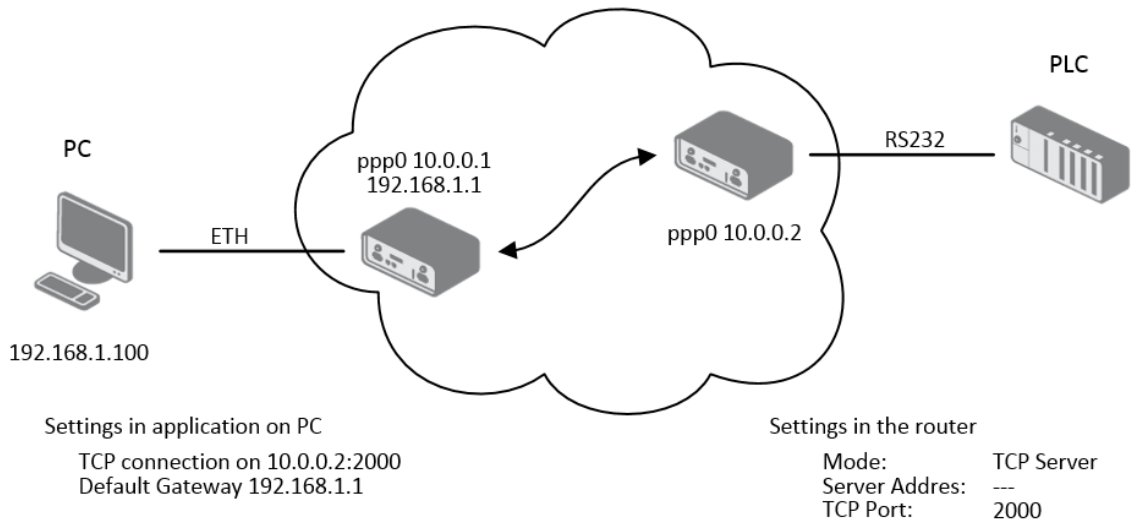 PLC
PC
RS232
ppp0 10.0.0.1
192.168.1.1
ETH
ppp0 10.0.0.2
192.168.1.100
Settings in application on PC
TCP connection on 10.0.0.2:2000
Default Gateway 192.168.1.1
Settings in the router
Mode: TCP Server
Server Addres: ---
TCP Port: 2000